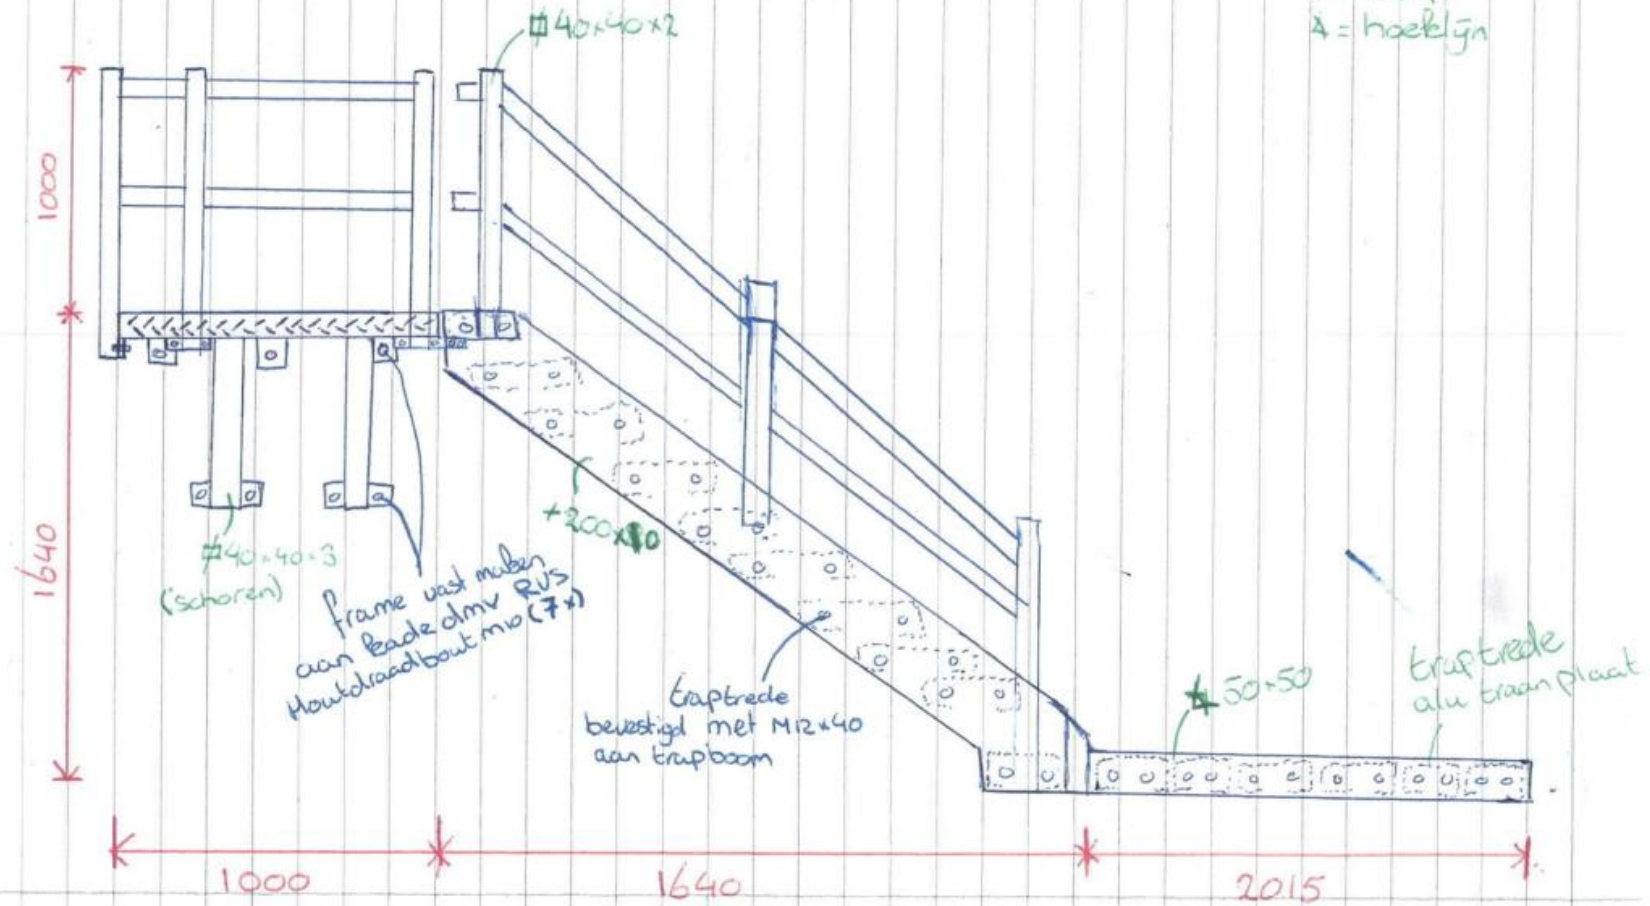 ⌷ 40x40x2
∡ = hoeklijn
1000
1640
⌷ 40x40x3
(schoren)
frame vast maken
aan kade dmv RVS
Houtdraadbout M10 (7x)
+200x10
traptrede
bevestigd met M12x40
aan trapboom
∡ 50x50
traptrede
alu traanplaat
1000
1640
2015